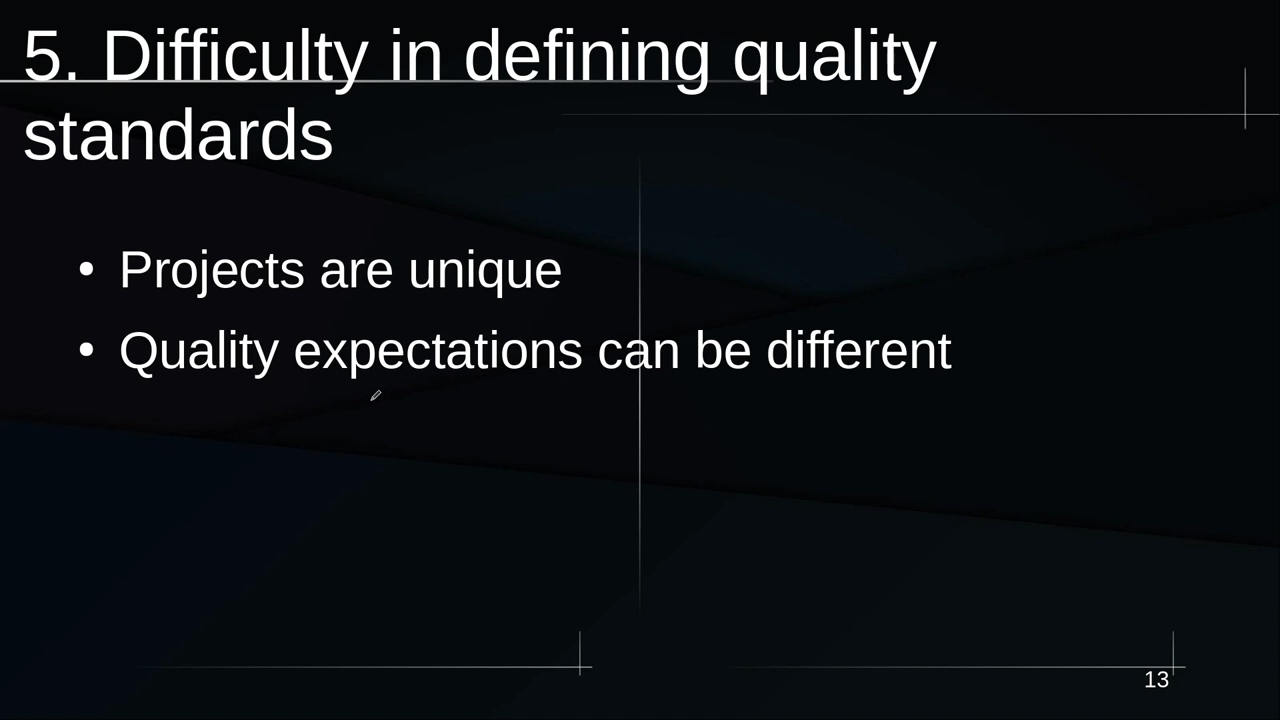 5. Difficulty in defining quality
standards
• Projects are unique
• Quality expectations can be different
13